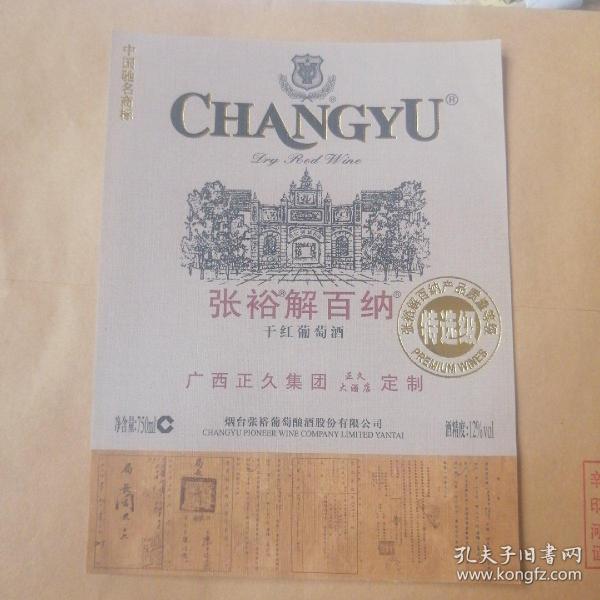 中国驰名商标
CHANGYU®
Dry Red Wine
张裕®解百纳®
干红葡萄酒
张裕解百纳产品质量等级
特选级
PREMIUM WINES
广西正久集团 正久大酒店 定制
净含量:750ml
烟台张裕葡萄酿酒股份有限公司
CHANGYU PIONEER WINE COMPANY LIMITED YANTAI
酒精度:12%vol
孔夫子旧书网
www.kongfz.com